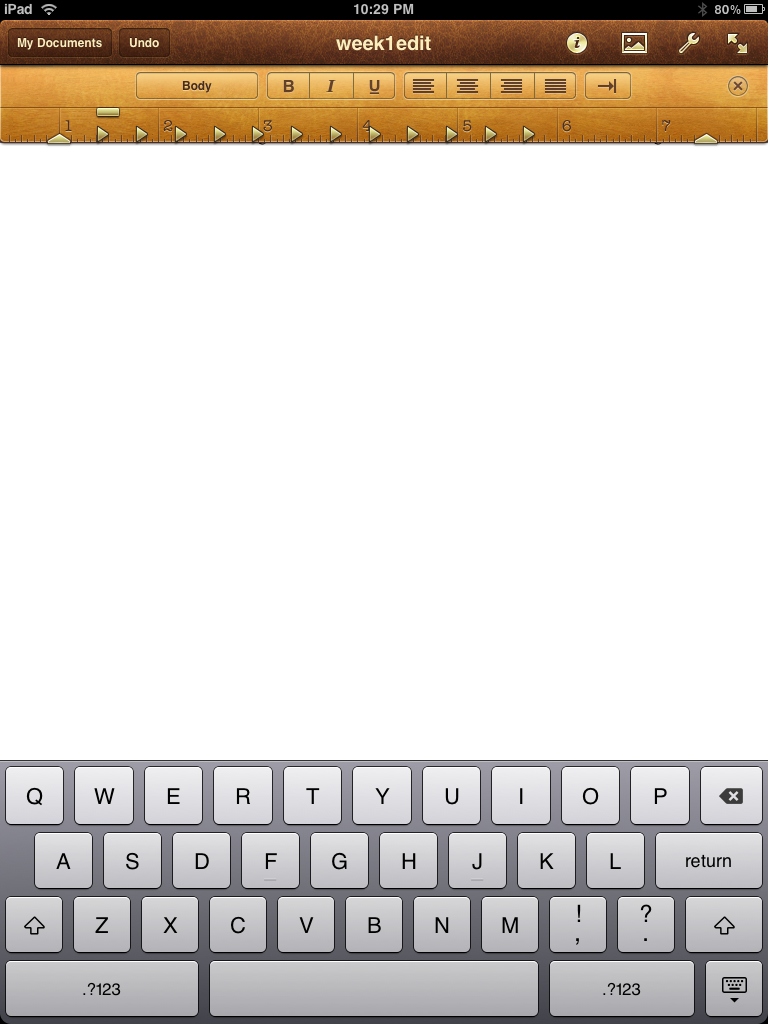 iPad 10:29 PM 80%
My Documents Undo week1edit
Body B I U
1 2 3 4 5 6 7
Q W E R T Y U I O P
A S D F G H J K L return
Z X C V B N M ! , ? .
.?123 .?123